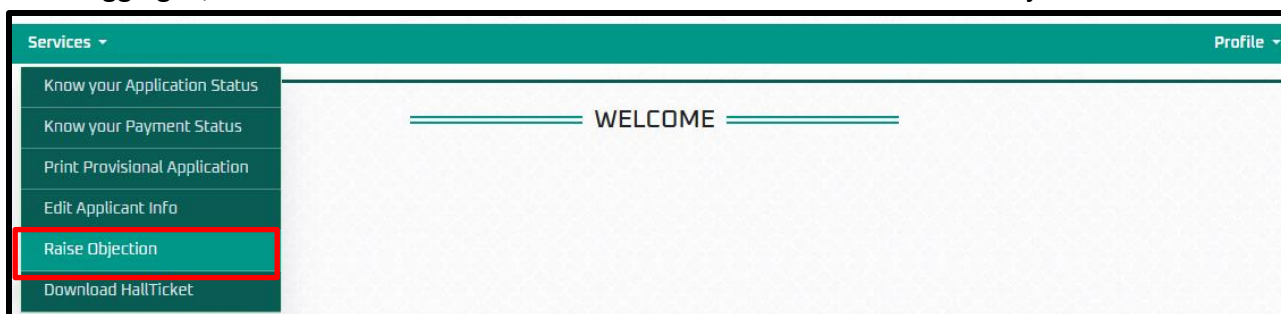 Services
Profile
Know your Application Status
WELCOME
Know your Payment Status
Print Provisional Application
Edit Applicant Info
Raise Objection
Download HallTicket